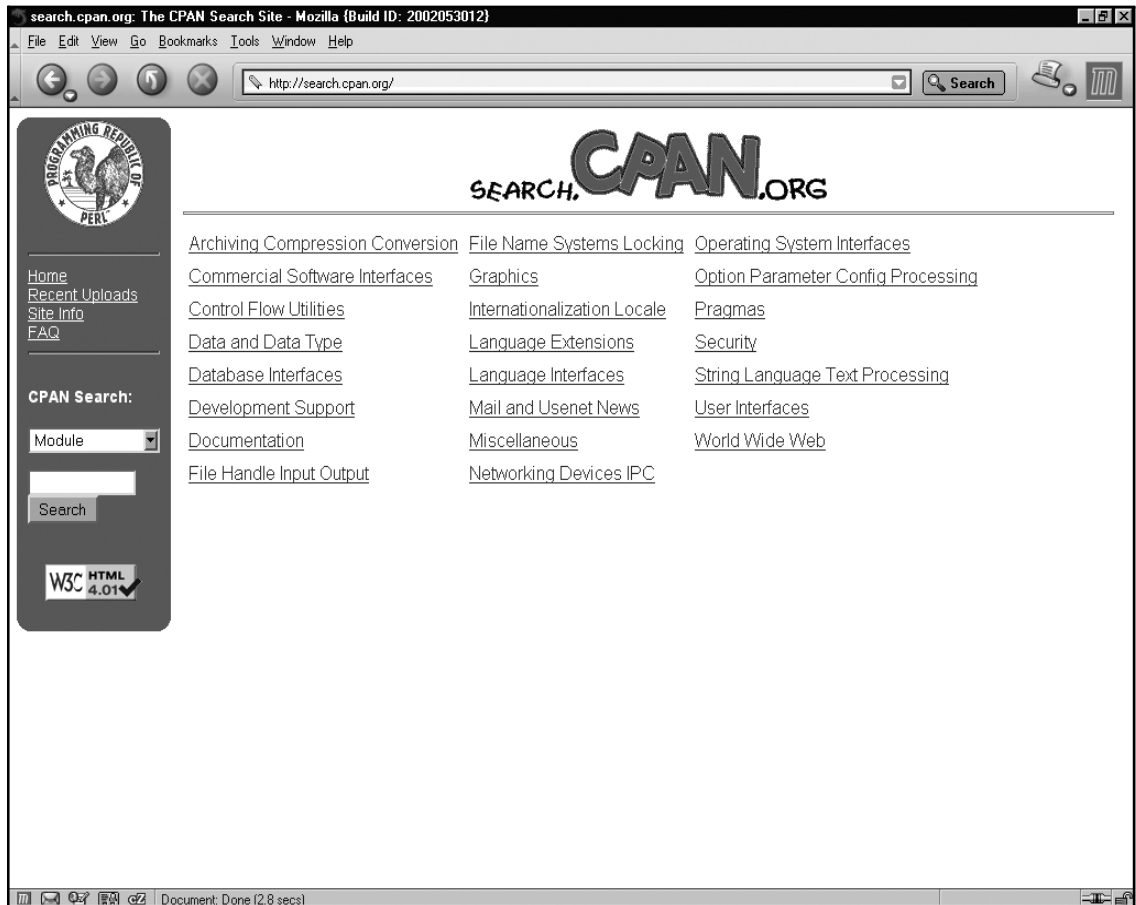 search.cpan.org: The CPAN Search Site - Mozilla {Build ID: 2002053012}
File Edit View Go Bookmarks Tools Window Help
http://search.cpan.org/
Search
PROGRAMMING REPUBLIC OF PERL
SEARCH.CPAN.ORG
Home
Recent Uploads
Site Info
FAQ
CPAN Search:
Module
Search
W3C HTML 4.01
Archiving Compression Conversion File Name Systems Locking Operating System Interfaces
Commercial Software Interfaces Graphics Option Parameter Config Processing
Control Flow Utilities Internationalization Locale Pragmas
Data and Data Type Language Extensions Security
Database Interfaces Language Interfaces String Language Text Processing
Development Support Mail and Usenet News User Interfaces
Documentation Miscellaneous World Wide Web
File Handle Input Output Networking Devices IPC
Document: Done (2.8 secs)